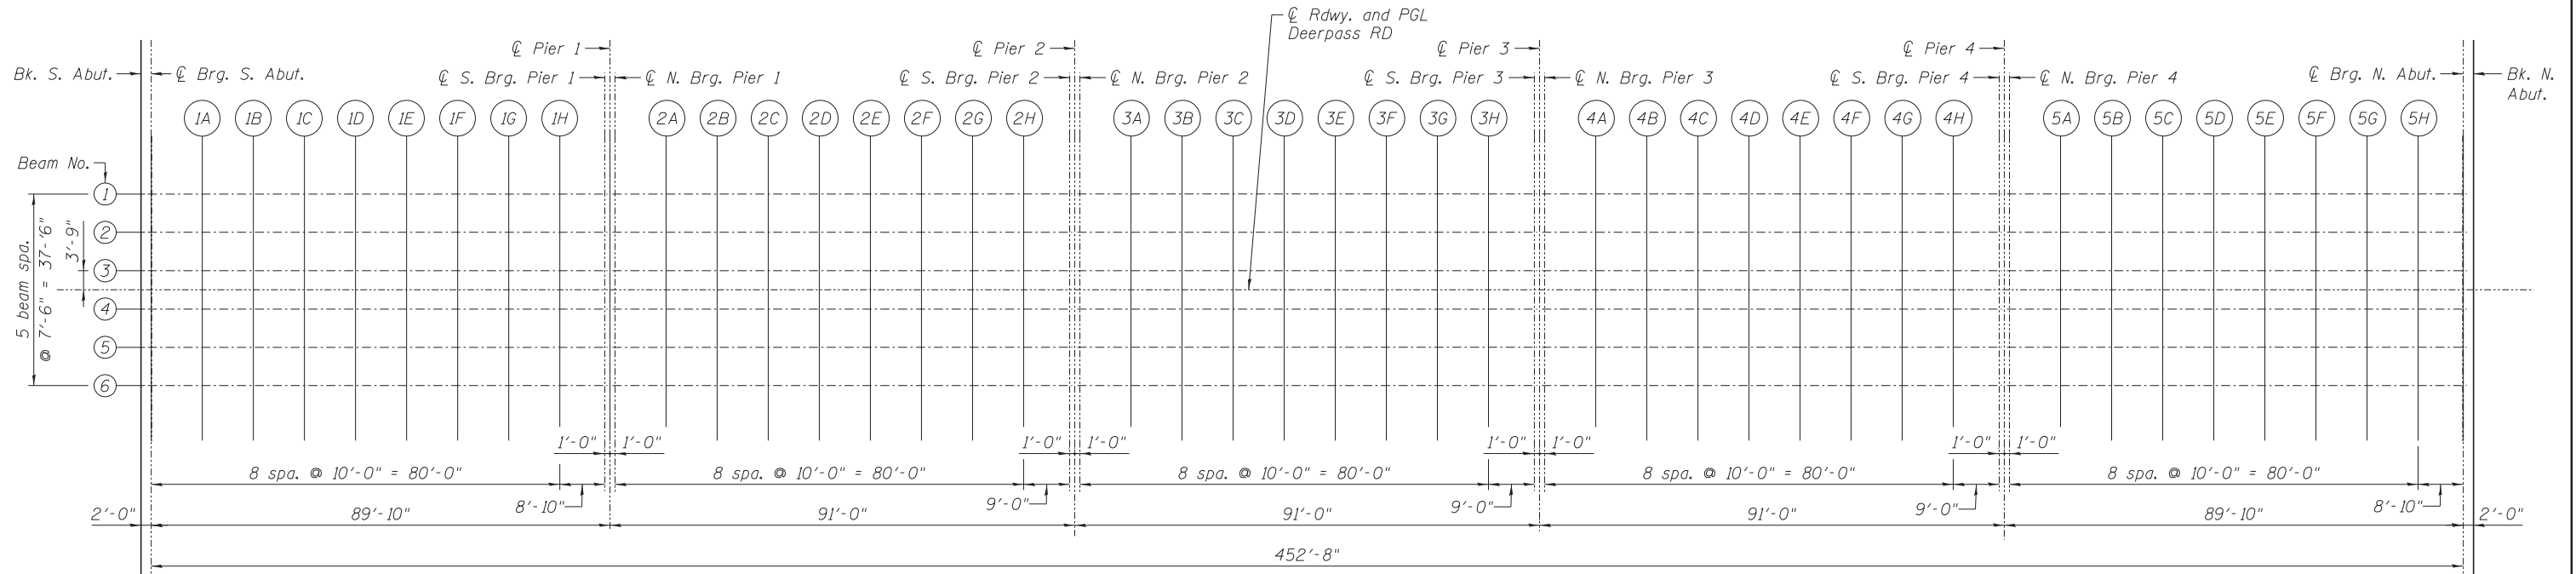 ℄ Rdwy. and PGL
Deerpass RD
℄ Pier 1
℄ Pier 2
℄ Pier 3
℄ Pier 4
Bk. S. Abut.
℄ Brg. S. Abut.
℄ S. Brg. Pier 1
℄ N. Brg. Pier 1
℄ S. Brg. Pier 2
℄ N. Brg. Pier 2
℄ S. Brg. Pier 3
℄ N. Brg. Pier 3
℄ S. Brg. Pier 4
℄ N. Brg. Pier 4
℄ Brg. N. Abut.
Bk. N.
Abut.
1A 1B 1C 1D 1E 1F 1G 1H 2A 2B 2C 2D 2E 2F 2G 2H 3A 3B 3C 3D 3E 3F 3G 3H 4A 4B 4C 4D 4E 4F 4G 4H 5A 5B 5C 5D 5E 5F 5G 5H
Beam No.
1
2
3
4
5
6
5 beam spa.
@ 7'-6" = 37-'6"
3'-9"
1'-0" 1'-0" 1'-0" 1'-0" 1'-0" 1'-0" 1'-0" 1'-0"
8 spa. @ 10'-0" = 80'-0" 8 spa. @ 10'-0" = 80'-0" 8 spa. @ 10'-0" = 80'-0" 8 spa. @ 10'-0" = 80'-0" 8 spa. @ 10'-0" = 80'-0"
8'-10" 9'-0" 9'-0" 9'-0" 8'-10"
2'-0" 89'-10" 91'-0" 91'-0" 91'-0" 89'-10" 2'-0"
452'-8"